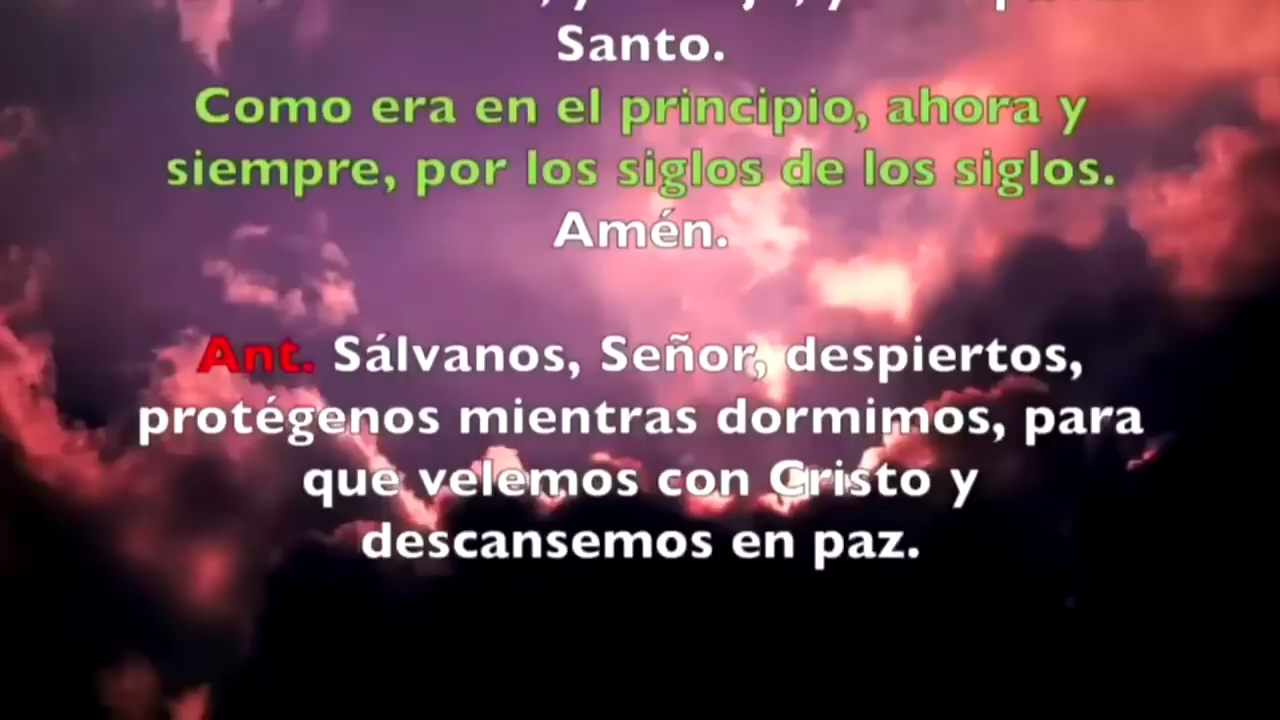 Santo.
Como era en el principio, ahora y
siempre, por los siglos de los siglos.
Amén.
Ant. Sálvanos, Señor, despiertos,
protégenos mientras dormimos, para
que velemos con Cristo y
descansemos en paz.